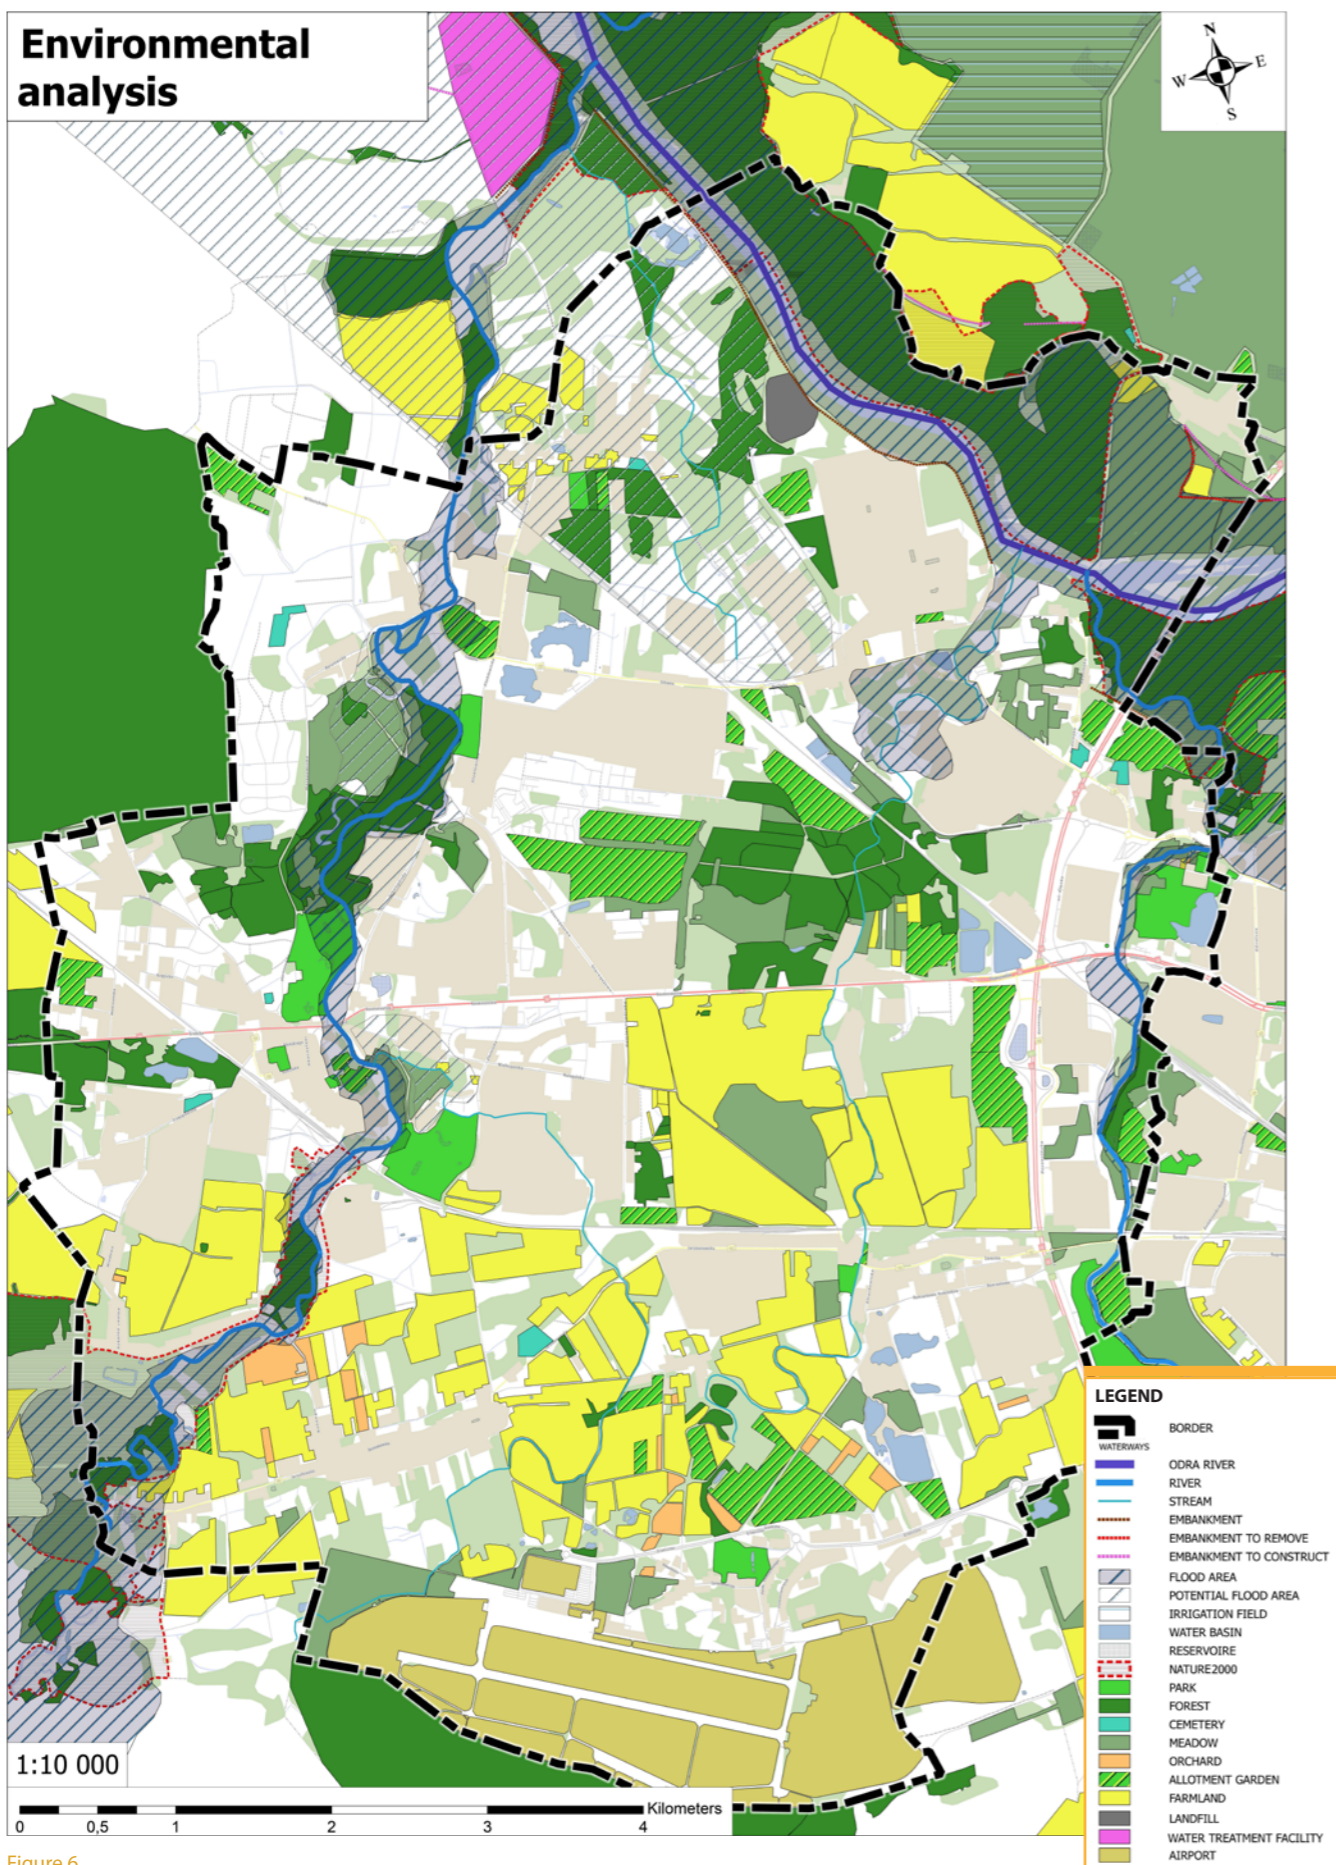 Environmental
analysis
N
W
E
S
LEGEND
BORDER
WATERWAYS
ODRA RIVER
RIVER
STREAM
EMBANKMENT
EMBANKMENT TO REMOVE
EMBANKMENT TO CONSTRUCT
FLOOD AREA
POTENTIAL FLOOD AREA
IRRIGATION FIELD
WATER BASIN
RESERVOIRE
NATURE2000
PARK
FOREST
CEMETERY
MEADOW
ORCHARD
ALLOTMENT GARDEN
FARMLAND
LANDFILL
WATER TREATMENT FACILITY
AIRPORT
1:10 000
Kilometers
0 0,5 1 2 3 4
Figure 6